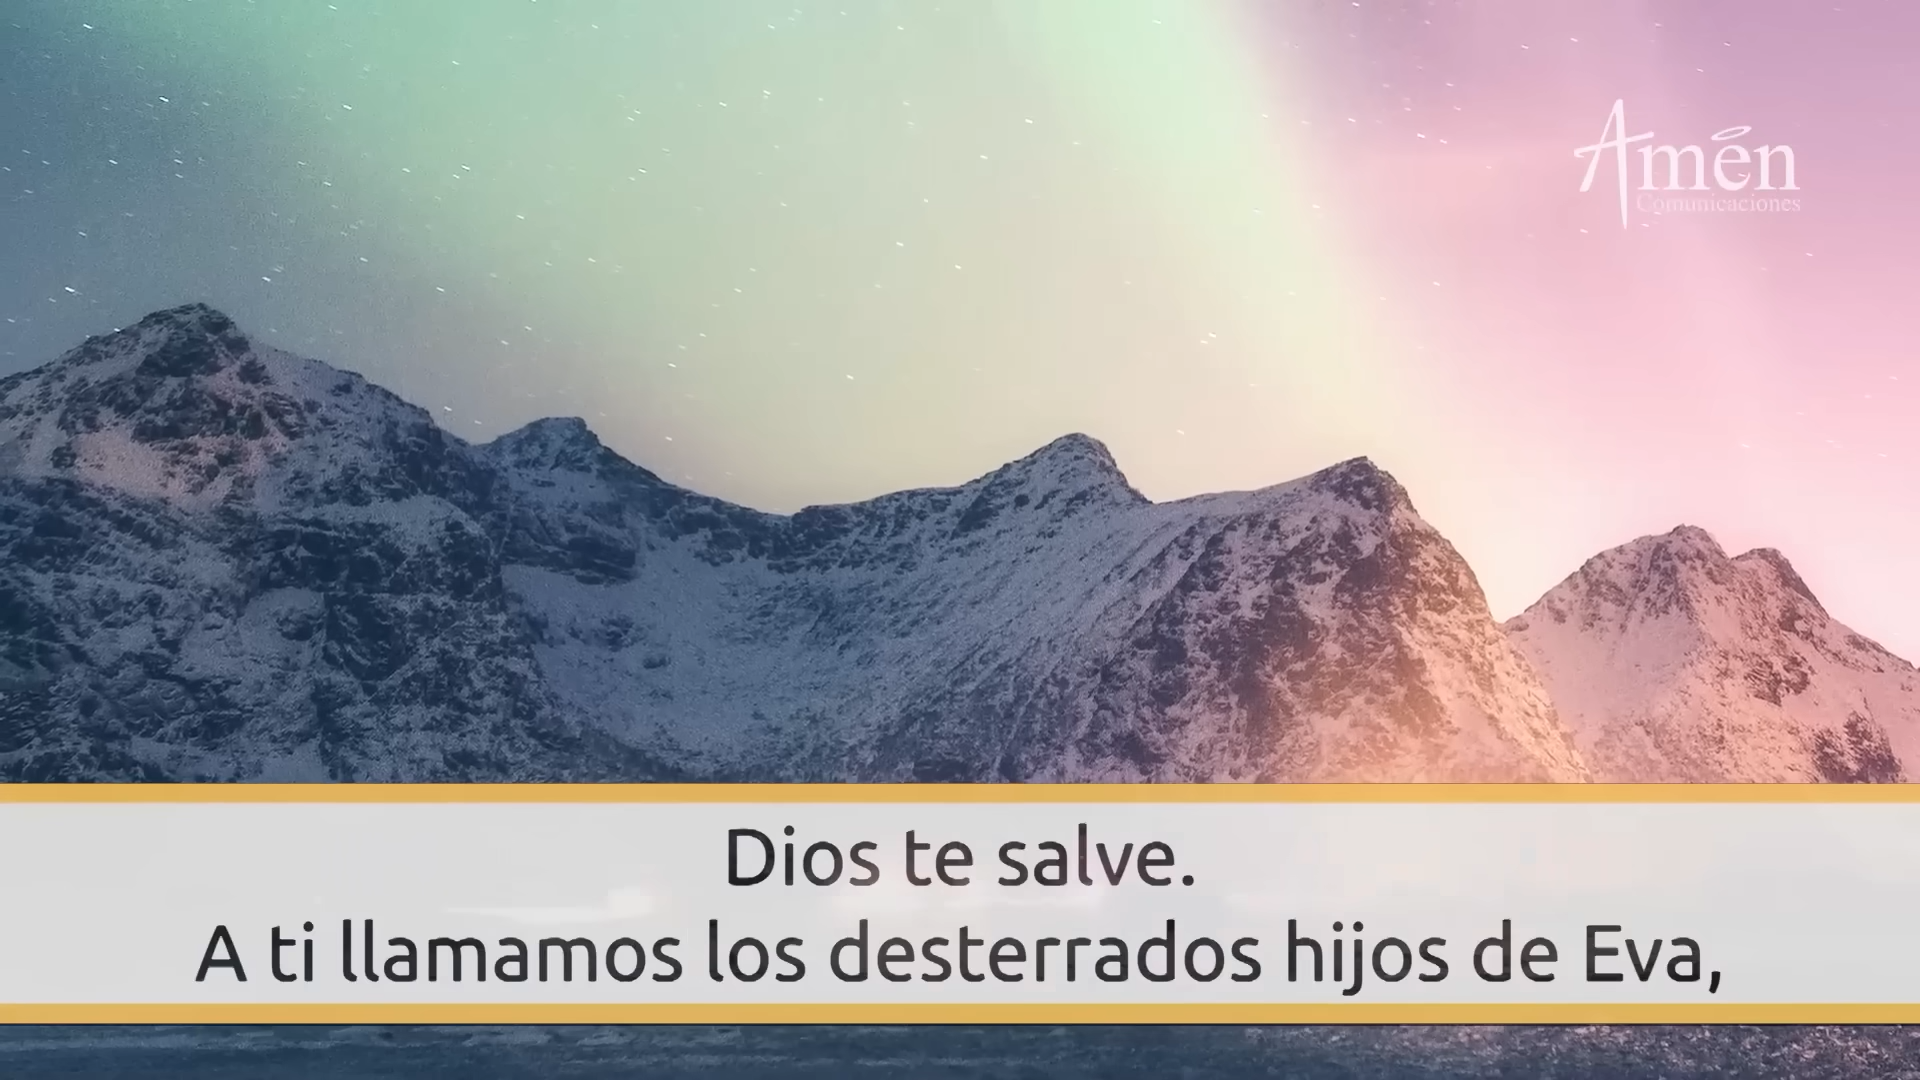 Amén
Comunicaciones
Dios te salve.
A ti llamamos los desterrados hijos de Eva,